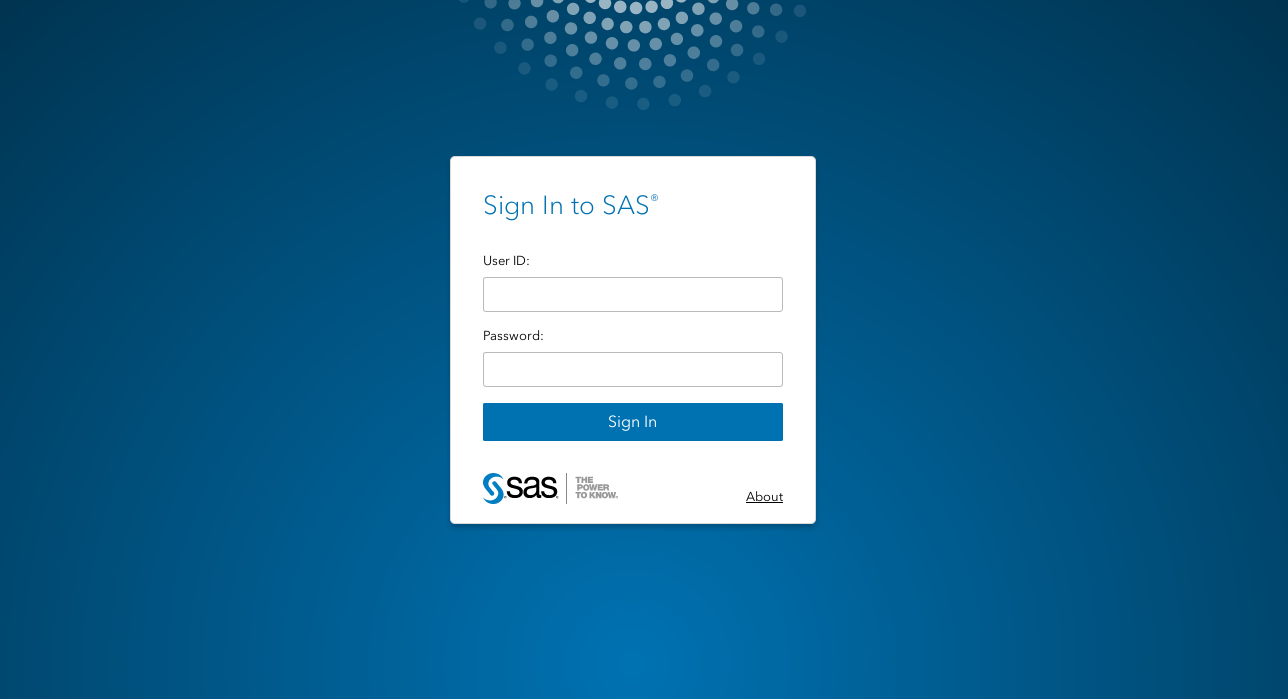 Sign In to SAS®
User ID:
Password:
Sign In
sas
THE
POWER
TO KNOW.
About